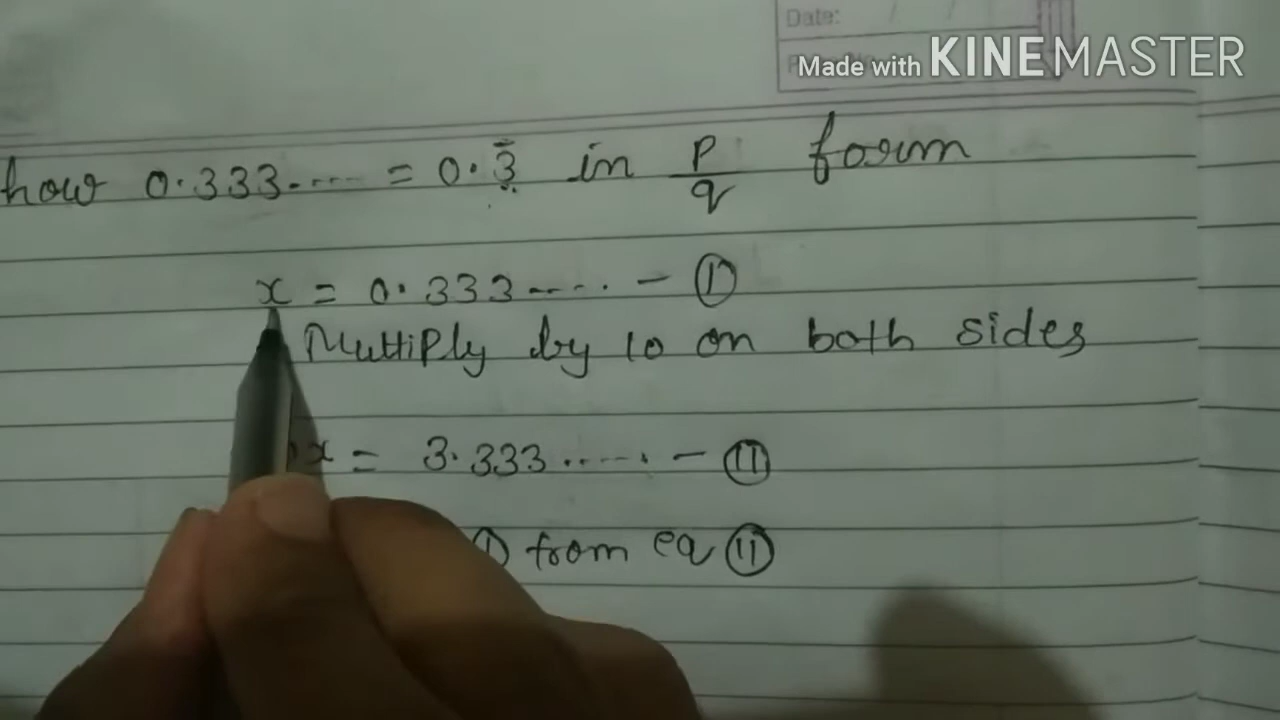 Date: / /
Made with KINEMASTER
how 0.333.... = 0.3̄ in p/q form
x = 0.333..... - (I)
Multiply by 10 on both sides
x = 3.333...... - (II)
(I) from eq (II)